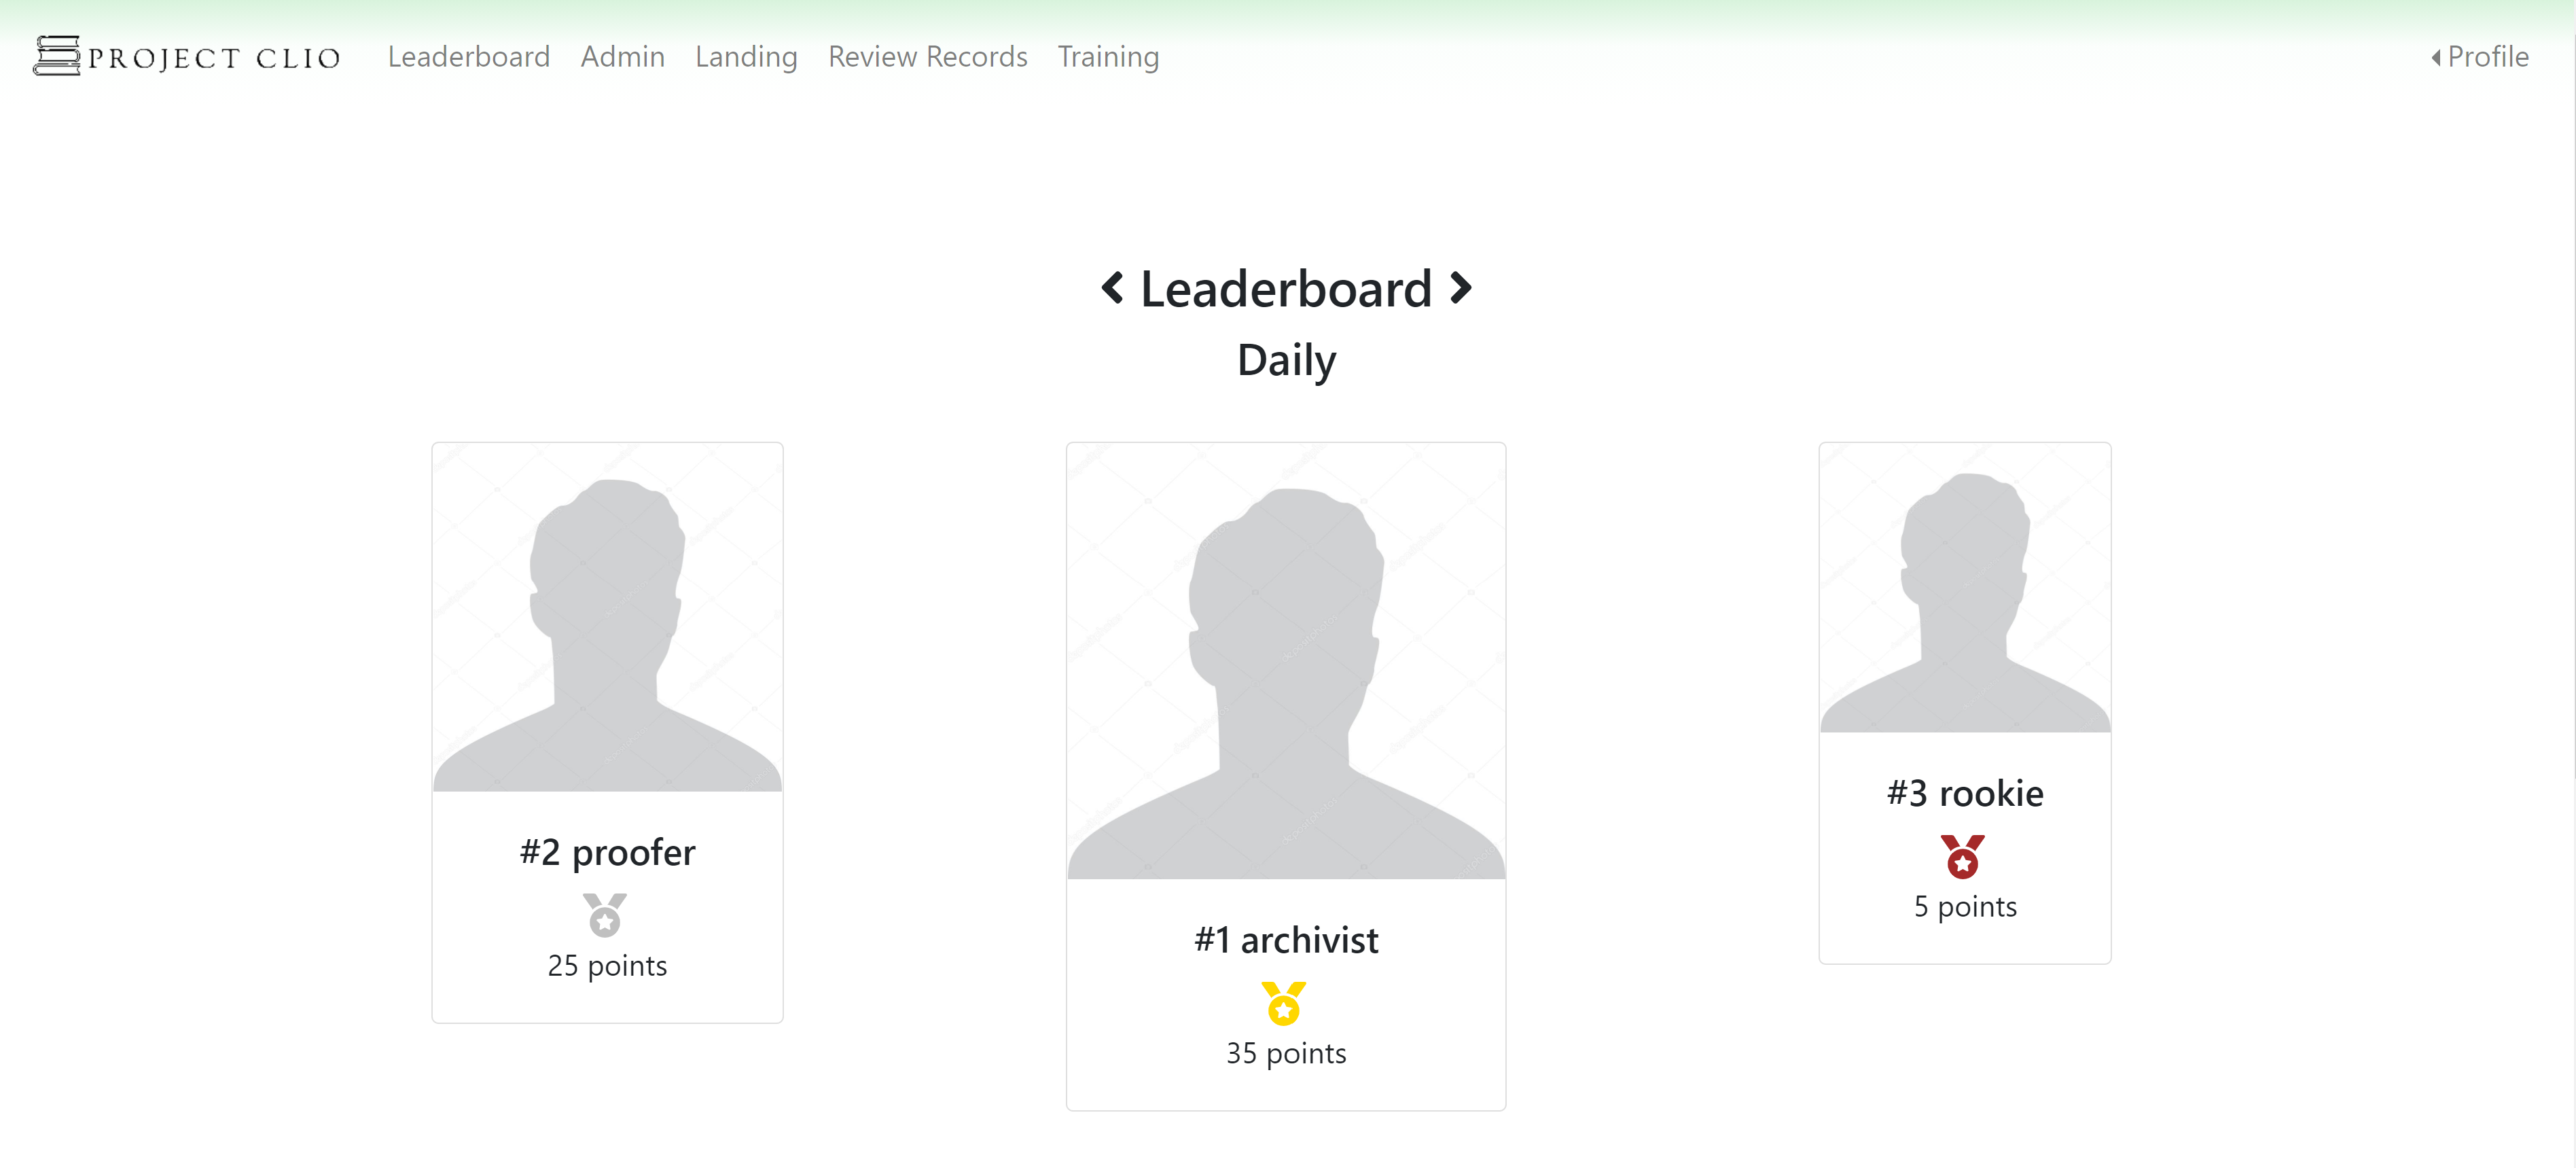 PROJECT CLIO
Leaderboard Admin Landing Review Records Training Profile
Leaderboard
Daily
#2 proofer
25 points
#1 archivist
35 points
#3 rookie
5 points